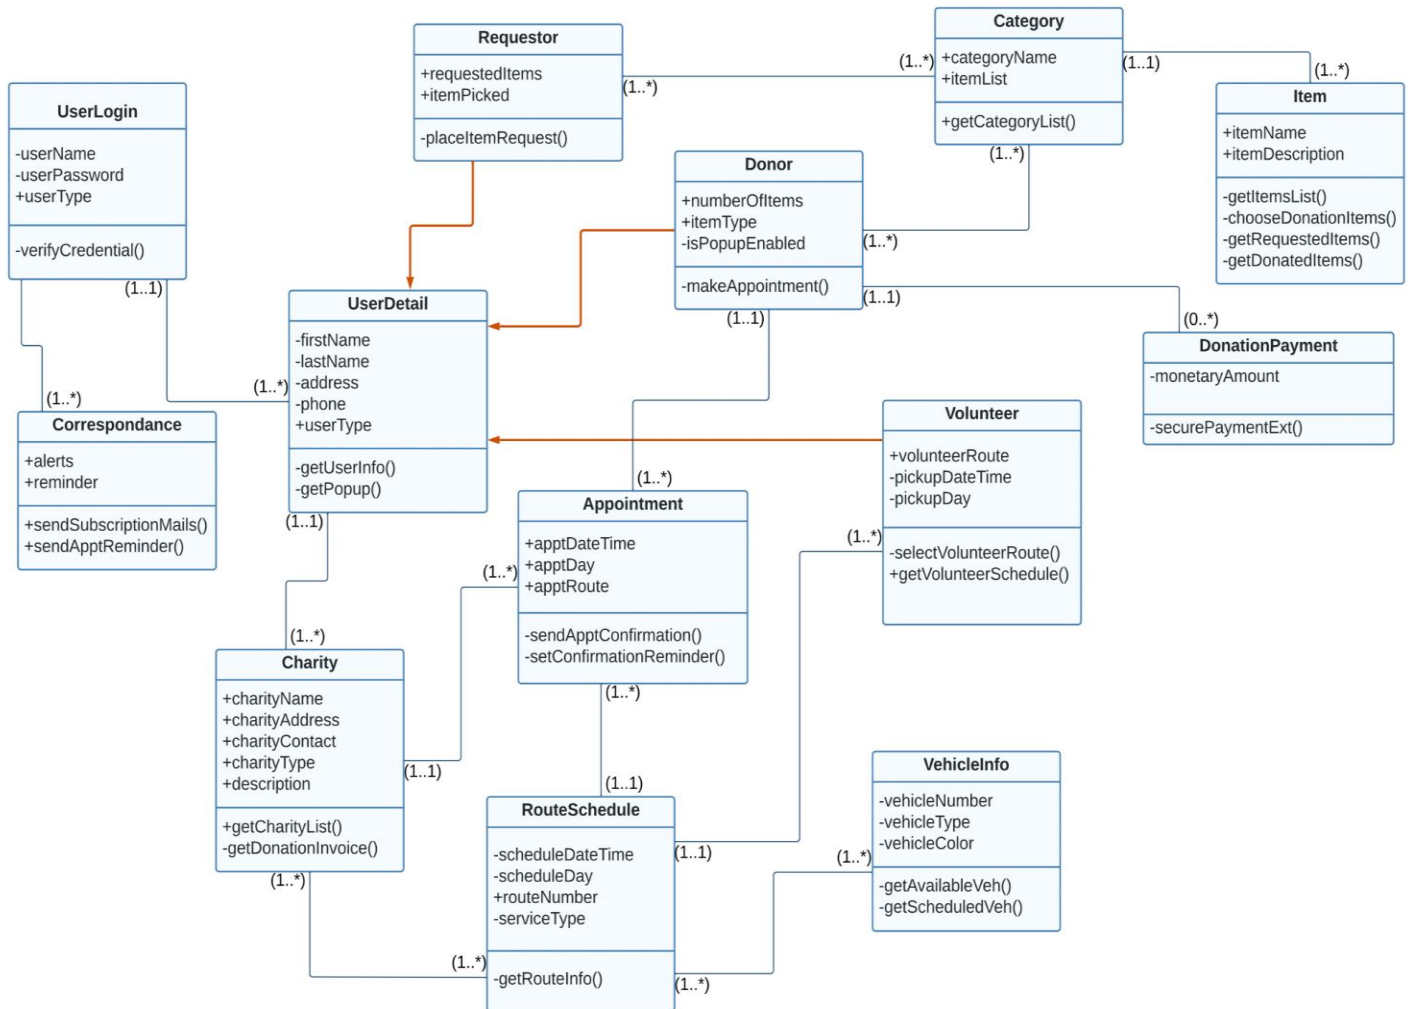 Requestor
+requestedItems
+itemPicked
-placeItemRequest()
(1..*)
(1..*)
Category
+categoryName
+itemList
+getCategoryList()
(1..1)
(1..*)
(1..*)
Item
+itemName
+itemDescription
-getItemsList()
-chooseDonationItems()
-getRequestedItems()
-getDonatedItems()
UserLogin
-userName
-userPassword
+userType
-verifyCredential()
(1..1)
Donor
+numberOfItems
+itemType
-isPopupEnabled
-makeAppointment()
(1..*)
(1..1)
(1..1)
(0..*)
DonationPayment
-monetaryAmount
-securePaymentExt()
UserDetail
-firstName
-lastName
-address
-phone
+userType
-getUserInfo()
-getPopup()
(1..*)
(1..1)
(1..*)
Correspondance
+alerts
+reminder
+sendSubscriptionMails()
+sendApptReminder()
Volunteer
+volunteerRoute
-pickupDateTime
-pickupDay
-selectVolunteerRoute()
+getVolunteerSchedule()
(1..*)
(1..*)
Appointment
+apptDateTime
+apptDay
+apptRoute
-sendApptConfirmation()
-setConfirmationReminder()
(1..*)
(1..*)
(1..*)
Charity
+charityName
+charityAddress
+charityContact
+charityType
+description
+getCharityList()
-getDonationInvoice()
(1..1)
(1..*)
(1..1)
RouteSchedule
-scheduleDateTime
-scheduleDay
+routeNumber
-serviceType
-getRouteInfo()
(1..1)
(1..*)
(1..*)
(1..*)
VehicleInfo
-vehicleNumber
-vehicleType
-vehicleColor
-getAvailableVeh()
-getScheduledVeh()